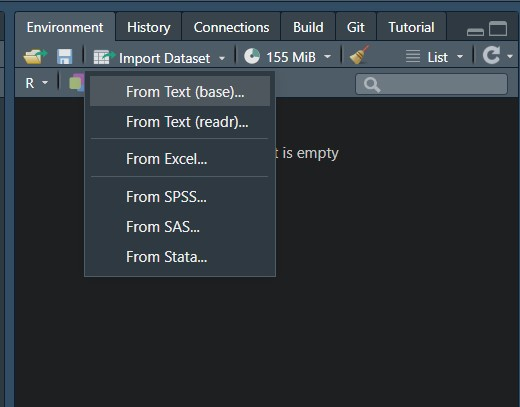 Environment History Connections Build Git Tutorial
Import Dataset 155 MiB List
R
From Text (base)...
From Text (readr)...
is empty
From Excel...
From SPSS...
From SAS...
From Stata...